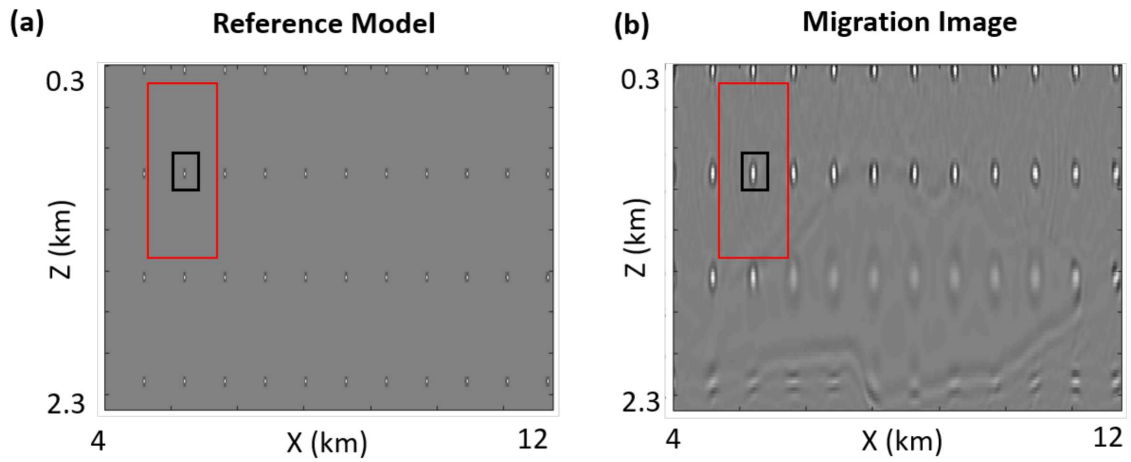 (a) Reference Model
0.3
Z (km)
2.3
4 X (km) 12
(b) Migration Image
0.3
Z (km)
2.3
4 X (km) 12